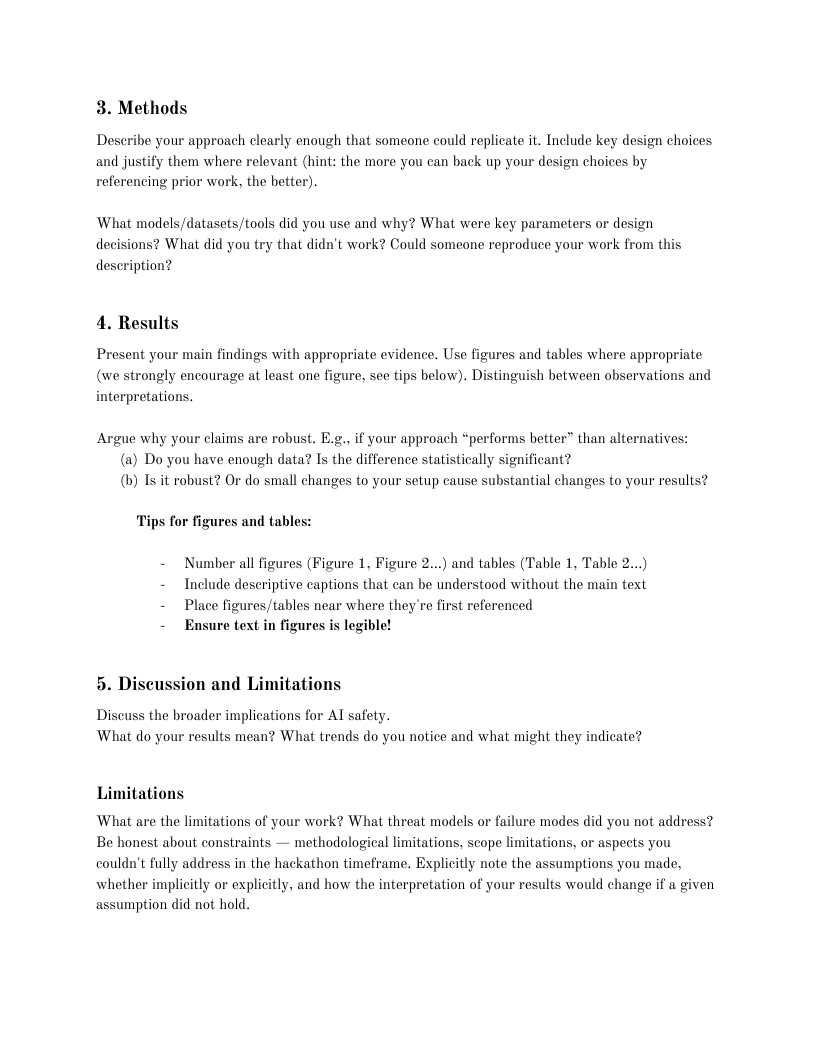 3. Methods
Describe your approach clearly enough that someone could replicate it. Include key design choices
and justify them where relevant (hint: the more you can back up your design choices by
referencing prior work, the better).
What models/datasets/tools did you use and why? What were key parameters or design
decisions? What did you try that didn't work? Could someone reproduce your work from this
description?
4. Results
Present your main findings with appropriate evidence. Use figures and tables where appropriate
(we strongly encourage at least one figure, see tips below). Distinguish between observations and
interpretations.
Argue why your claims are robust. E.g., if your approach “performs better” than alternatives:
(a) Do you have enough data? Is the difference statistically significant?
(b) Is it robust? Or do small changes to your setup cause substantial changes to your results?
Tips for figures and tables:
- Number all figures (Figure 1, Figure 2...) and tables (Table 1, Table 2...)
- Include descriptive captions that can be understood without the main text
- Place figures/tables near where they're first referenced
- Ensure text in figures is legible!
5. Discussion and Limitations
Discuss the broader implications for AI safety.
What do your results mean? What trends do you notice and what might they indicate?
Limitations
What are the limitations of your work? What threat models or failure modes did you not address?
Be honest about constraints — methodological limitations, scope limitations, or aspects you
couldn't fully address in the hackathon timeframe. Explicitly note the assumptions you made,
whether implicitly or explicitly, and how the interpretation of your results would change if a given
assumption did not hold.